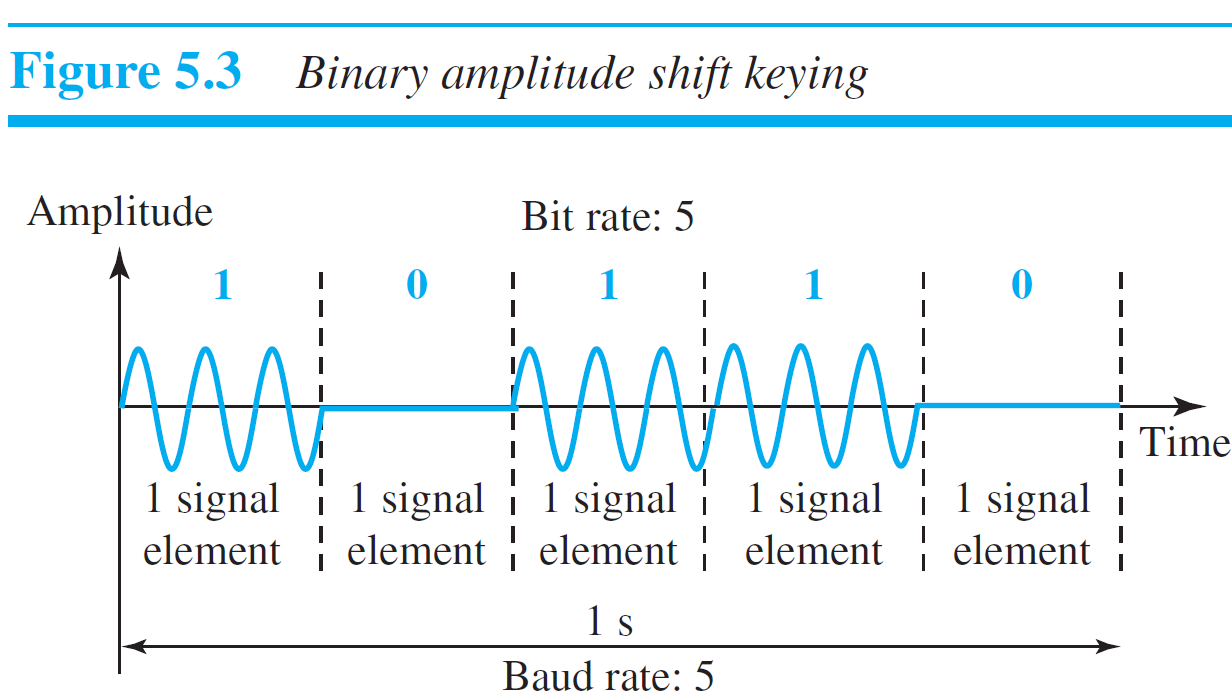 Figure 5.3 Binary amplitude shift keying
Amplitude
Bit rate: 5
1 0 1 1 0
1 signal 1 signal 1 signal 1 signal 1 signal
element element element element element
Time
1 s
Baud rate: 5